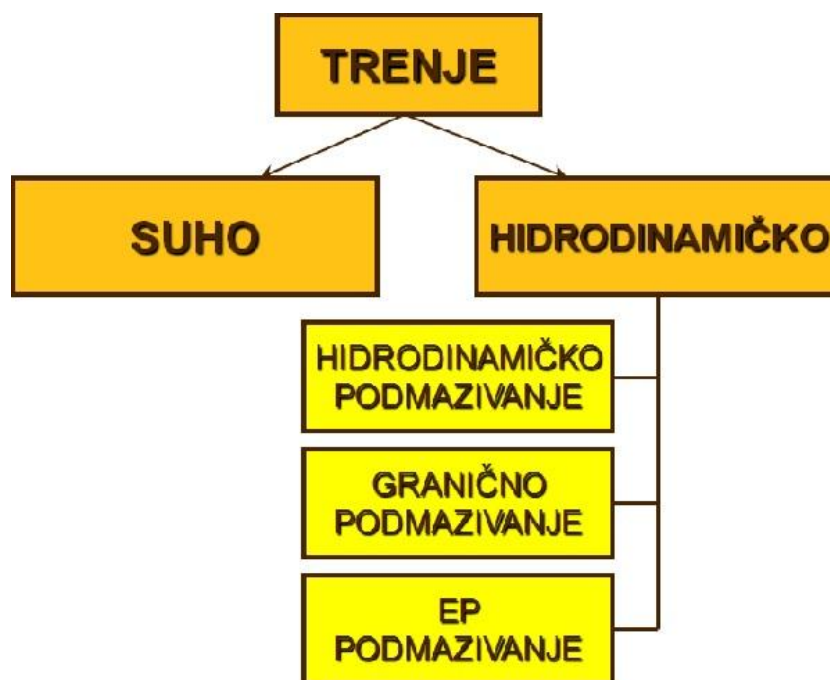 TRENJE
SUHO
HIDRODINAMIČKO
HIDRODINAMIČKO
PODMAZIVANJE
GRANIČNO
PODMAZIVANJE
EP
PODMAZIVANJE